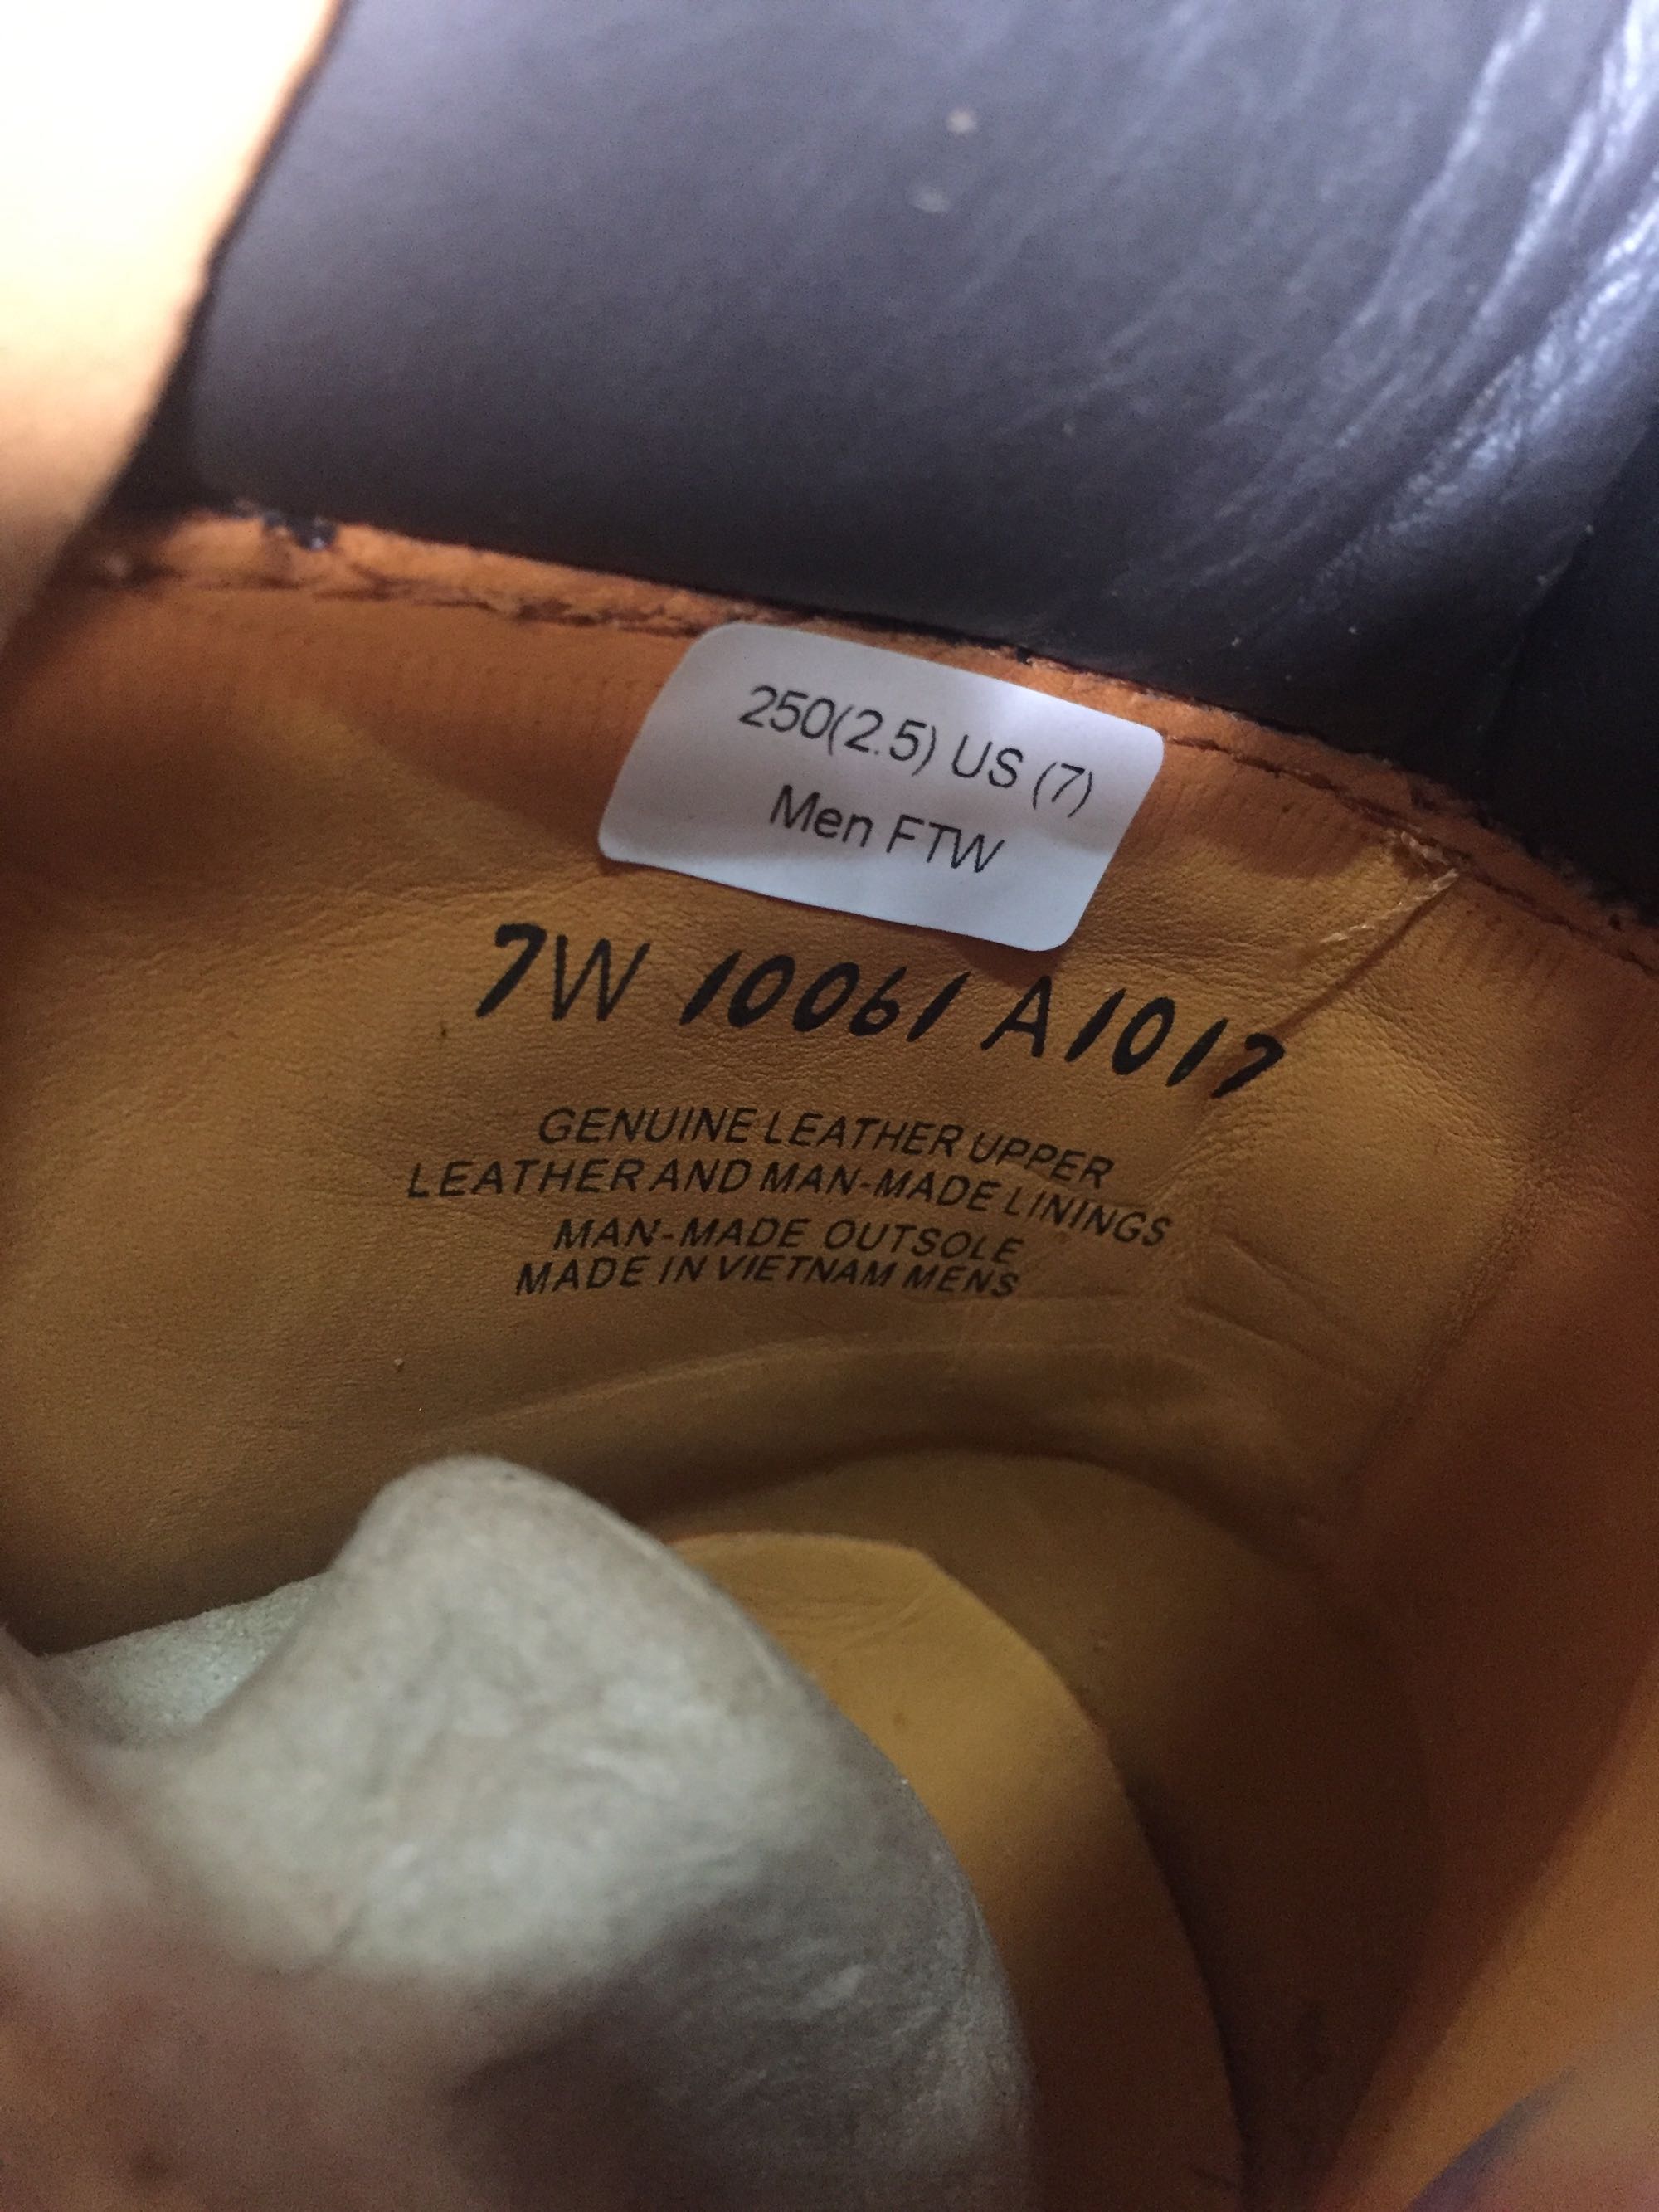 250(2.5) US (7)
Men FTW
7W 10061 A1017
GENUINE LEATHER UPPER
LEATHER AND MAN-MADE LININGS
MAN-MADE OUTSOLE
MADE IN VIETNAM MENS